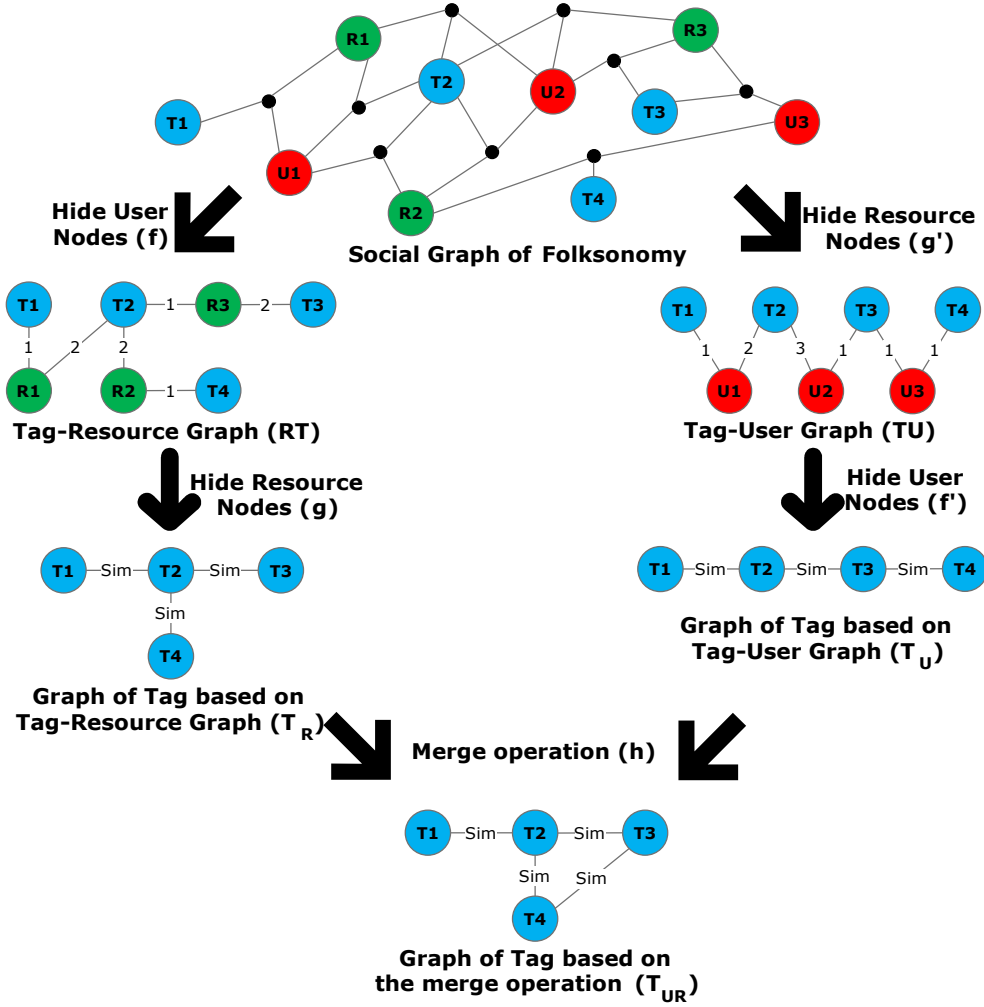 R1
R3
T2
U2
T1
T3
U3
U1
T4
R2
Hide User
Nodes (f)
Hide Resource
Nodes (g')
Social Graph of Folksonomy
T1
T2
1
R3
2
T3
1
2
2
R1
R2
1
T4
Tag-Resource Graph (RT)
T1
T2
T3
T4
1
2
3
1
1
1
U1
U2
U3
Tag-User Graph (TU)
Hide Resource
Nodes (g)
Hide User
Nodes (f')
T1
Sim
T2
Sim
T3
Sim
T4
Graph of Tag based on
Tag-Resource Graph (T R)
T1
Sim
T2
Sim
T3
Sim
T4
Graph of Tag based on
Tag-User Graph (T U)
Merge operation (h)
T1
Sim
T2
Sim
T3
Sim
Sim
T4
Graph of Tag based on
the merge operation (T UR)